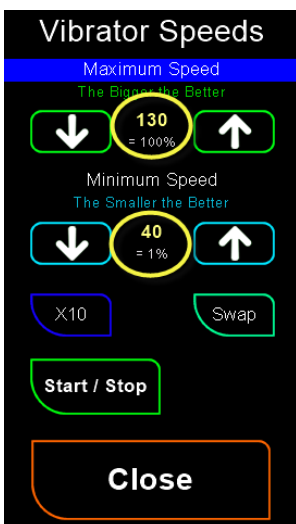 Vibrator Speeds
Maximum Speed
The Bigger the Better
130
= 100%
Minimum Speed
The Smaller the Better
40
= 1%
X10
Swap
Start / Stop
Close